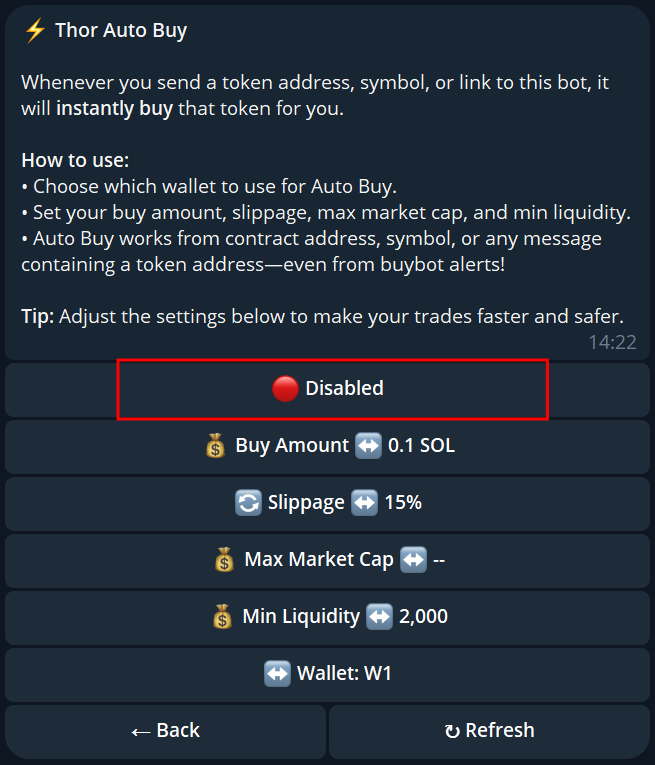 ⚡ Thor Auto Buy
Whenever you send a token address, symbol, or link to this bot, it
will instantly buy that token for you.
How to use:
• Choose which wallet to use for Auto Buy.
• Set your buy amount, slippage, max market cap, and min liquidity.
• Auto Buy works from contract address, symbol, or any message
containing a token address—even from buybot alerts!
Tip: Adjust the settings below to make your trades faster and safer.
14:22
🔴 Disabled
💰 Buy Amount ↔️ 0.1 SOL
🔄 Slippage ↔️ 15%
💰 Max Market Cap ↔️ --
💰 Min Liquidity ↔️ 2,000
↔️ Wallet: W1
← Back
↻ Refresh